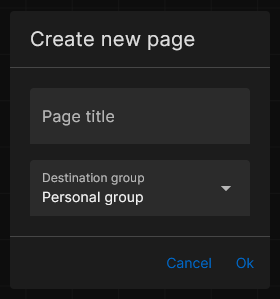 Create new page
Page title
Destination group
Personal group
Cancel Ok